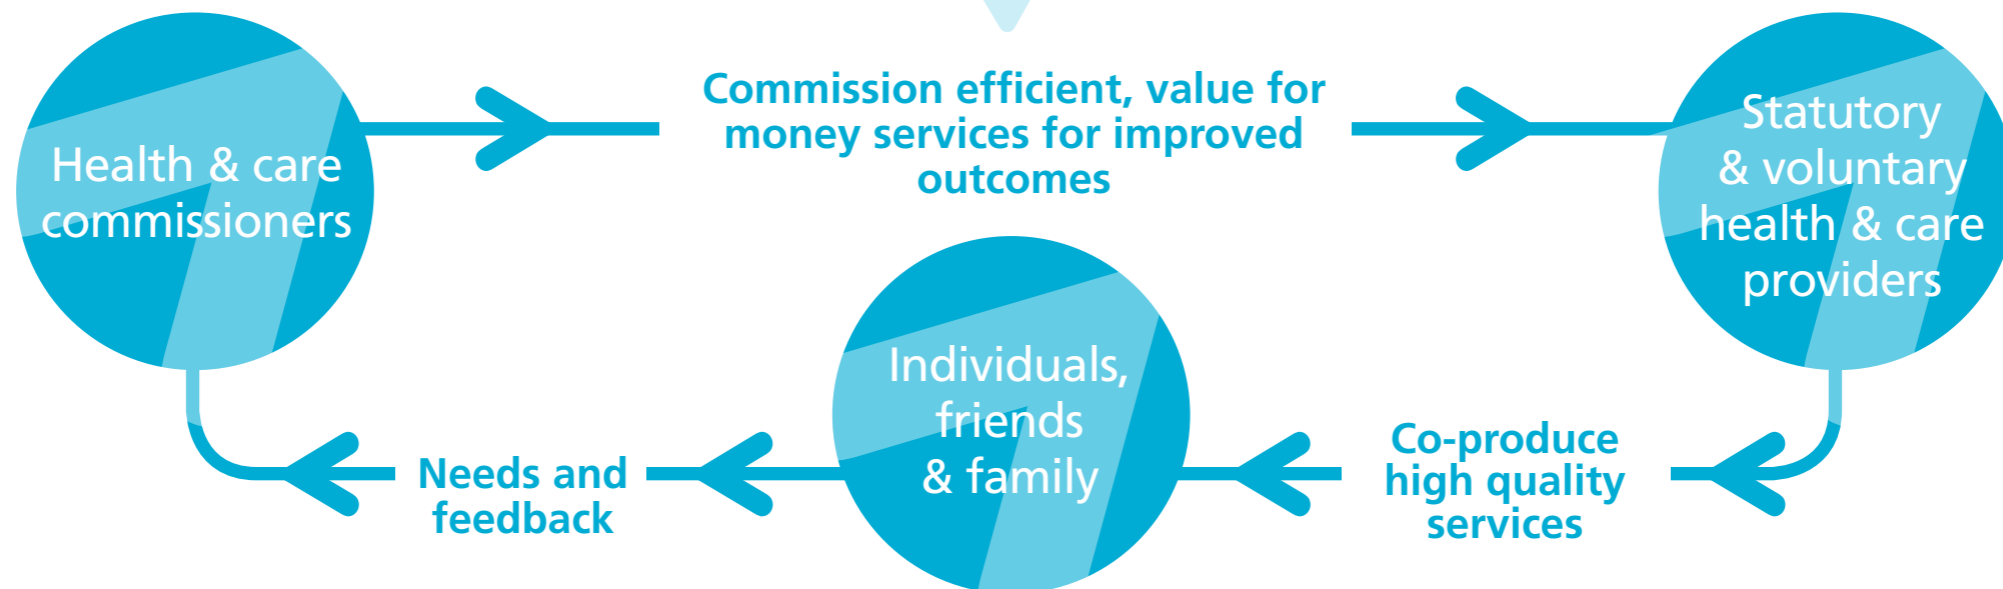 Health & care
commissioners
Commission efficient, value for
money services for improved
outcomes
Statutory
& voluntary
health & care
providers
Individuals,
friends
& family
Needs and
feedback
Co-produce
high quality
services